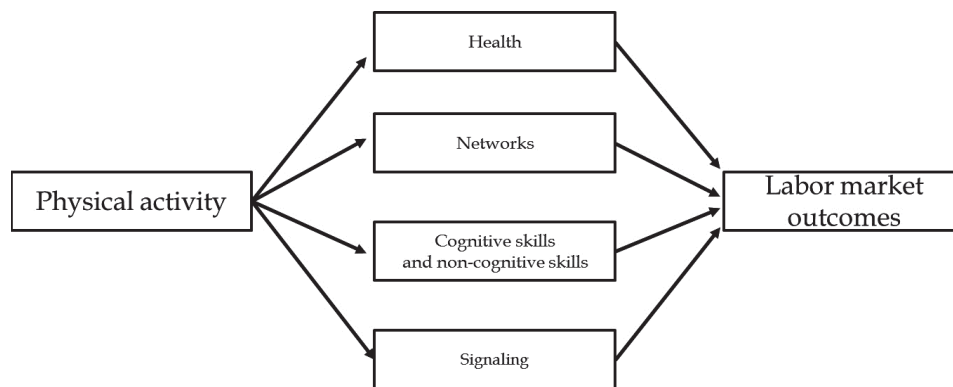 Health
Networks
Physical activity
Labor market
outcomes
Cognitive skills
and non-cognitive skills
Signaling